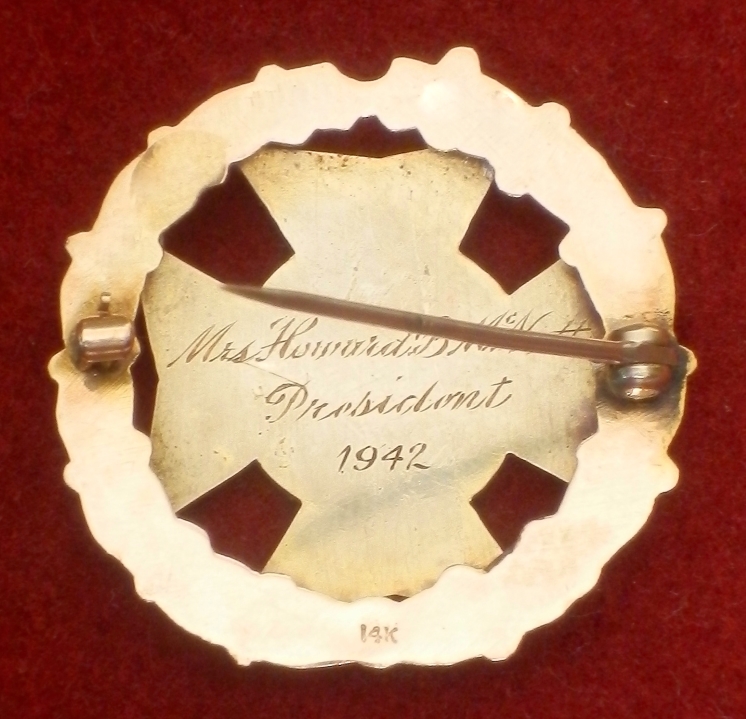 Mrs Howard B
President
1942
14K